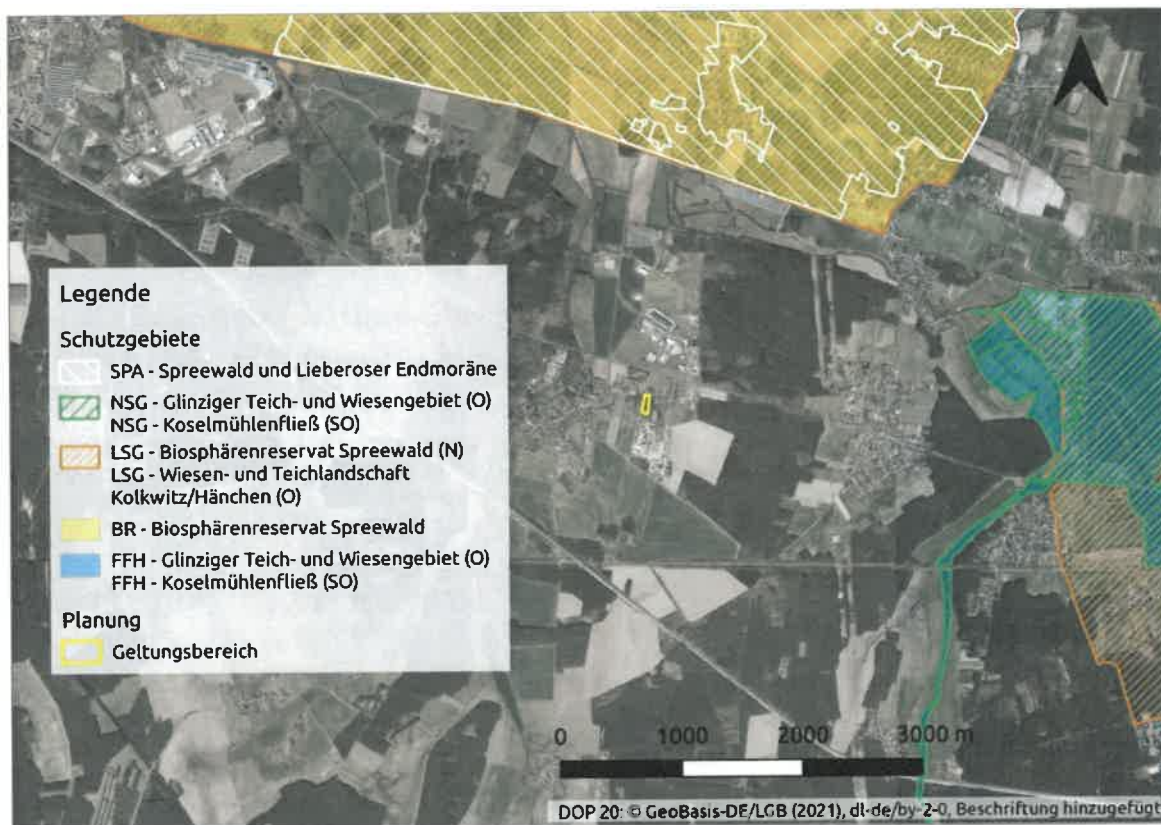 Legende
Schutzgebiete
SPA - Spreewald und Lieberoser Endmoräne
NSG - Glinziger Teich- und Wiesengebiet (O)
NSG - Koselmühlenfließ (SO)
LSG - Biosphärenreservat Spreewald (N)
LSG - Wiesen- und Teichlandschaft
Kolkwitz/Hänchen (O)
BR - Biosphärenreservat Spreewald
FFH - Glinziger Teich- und Wiesengebiet (O)
FFH - Koselmühlenfließ (SO)
Planung
Geltungsbereich
0 1000 2000 3000 m
DOP 20: © GeoBasis-DE/LGB (2021), dl-de/by-2-0, Beschriftung hinzugefügt